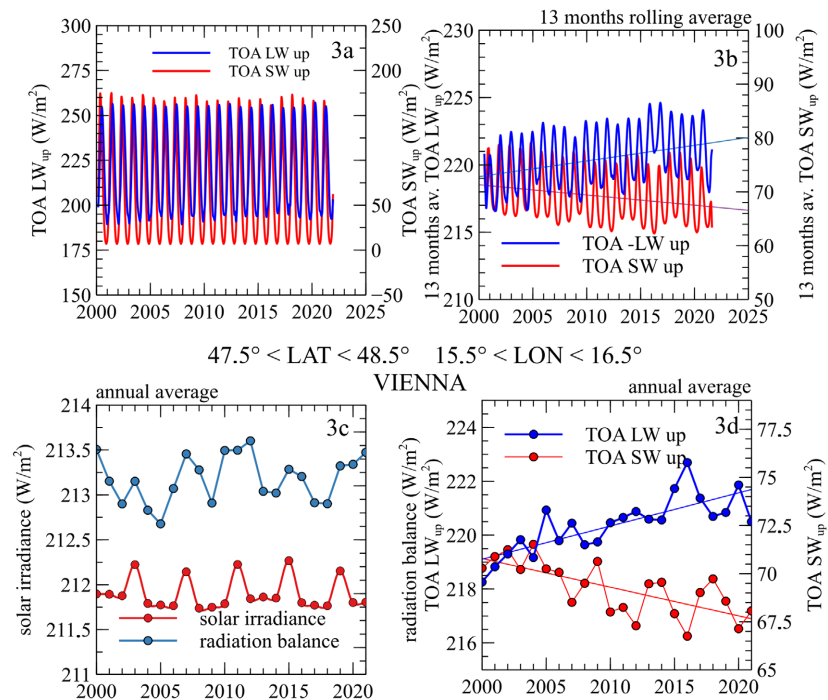 13 months rolling average
300
275
250
225
200
175
150
TOA LWup (W/m²)
TOA LW up
TOA SW up
3a
250
200
150
100
50
0
−50
TOA SWup (W/m²)
2000 2005 2010 2015 2020 2025
230
225
220
215
210
13 months av. TOA LWup (W/m²)
3b
TOA -LW up
TOA SW up
100
90
80
70
60
50
13 months av. TOA SWup (W/m²)
2000 2005 2010 2015 2020 2025
47.5° < LAT < 48.5° 15.5° < LON < 16.5°
VIENNA
annual average
214
213.5
213
212.5
212
211.5
211
solar irradiance (W/m²)
3c
solar irradiance
radiation balance
radiation balance (W/m²)
2000 2005 2010 2015 2020
annual average
224
222
220
218
216
TOA LWup (W/m²)
TOA LW up
TOA SW up
3d
77.5
75
72.5
70
67.5
65
TOA SWup (W/m²)
2000 2005 2010 2015 2020